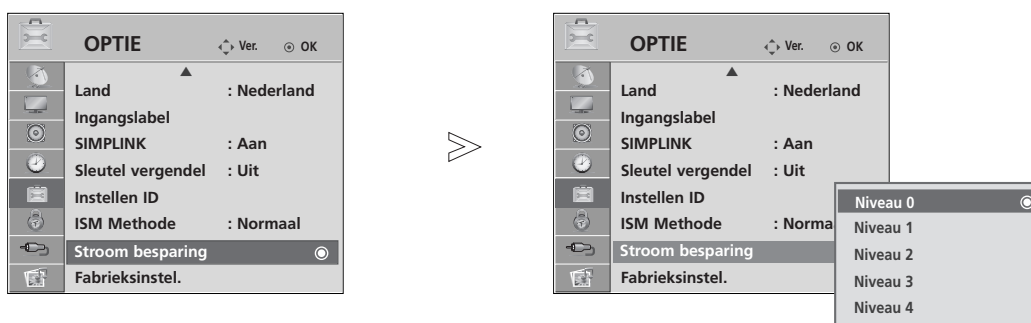 OPTIE Ver. OK
Land : Nederland
Ingangslabel
SIMPLINK : Aan
Sleutel vergendel : Uit
Instellen ID
ISM Methode : Normaal
Stroom besparing
Fabrieksinstel.
OPTIE Ver. OK
Land : Nederland
Ingangslabel
SIMPLINK : Aan
Sleutel vergendel : Uit
Instellen ID
ISM Methode : Norma
Stroom besparing
Fabrieksinstel.
Niveau 0
Niveau 1
Niveau 2
Niveau 3
Niveau 4